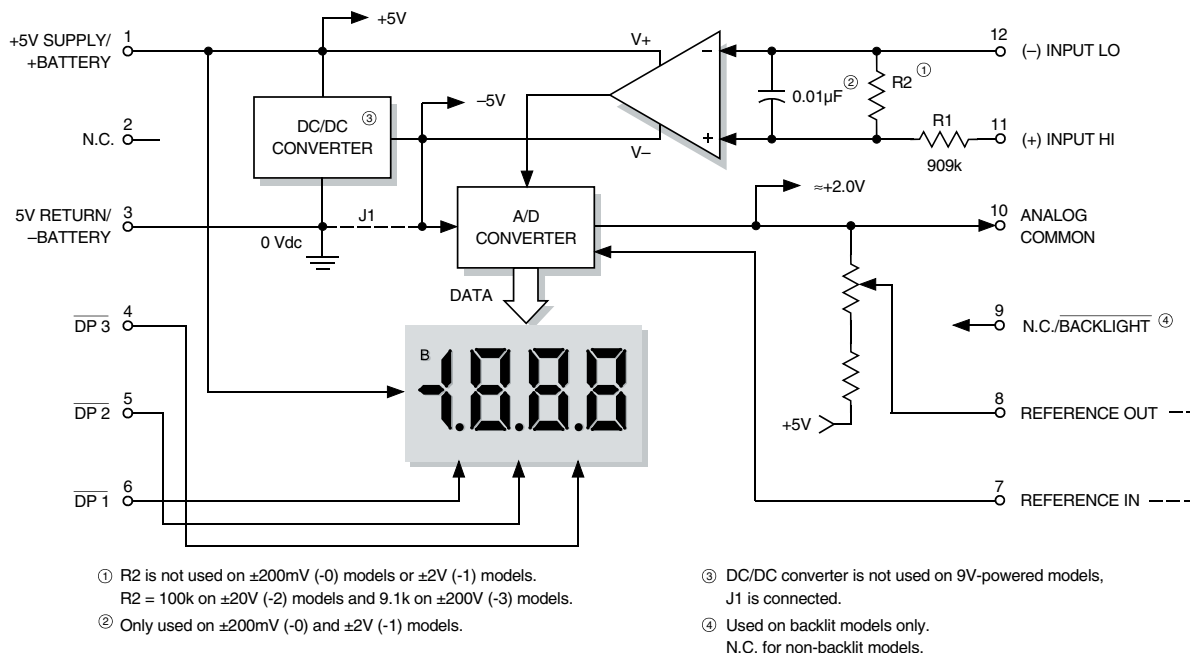 +5V SUPPLY/
+BATTERY
1
+5V
V+
–
12
(–) INPUT LO
0.01µF ②
R2 ①
DC/DC ③
CONVERTER
–5V
N.C.
2
+
V–
R1
909k
11
(+) INPUT HI
5V RETURN/
–BATTERY
3
0 Vdc
J1
A/D
CONVERTER
≈+2.0V
10
ANALOG
COMMON
DATA
DP 3
4
9
N.C./BACKLIGHT ④
B
-1.8.8.8
DP 2
5
+5V
8
REFERENCE OUT
DP 1
6
7
REFERENCE IN
① R2 is not used on ±200mV (-0) models or ±2V (-1) models.
R2 = 100k on ±20V (-2) models and 9.1k on ±200V (-3) models.
② Only used on ±200mV (-0) and ±2V (-1) models.
③ DC/DC converter is not used on 9V-powered models,
J1 is connected.
④ Used on backlit models only.
N.C. for non-backlit models.